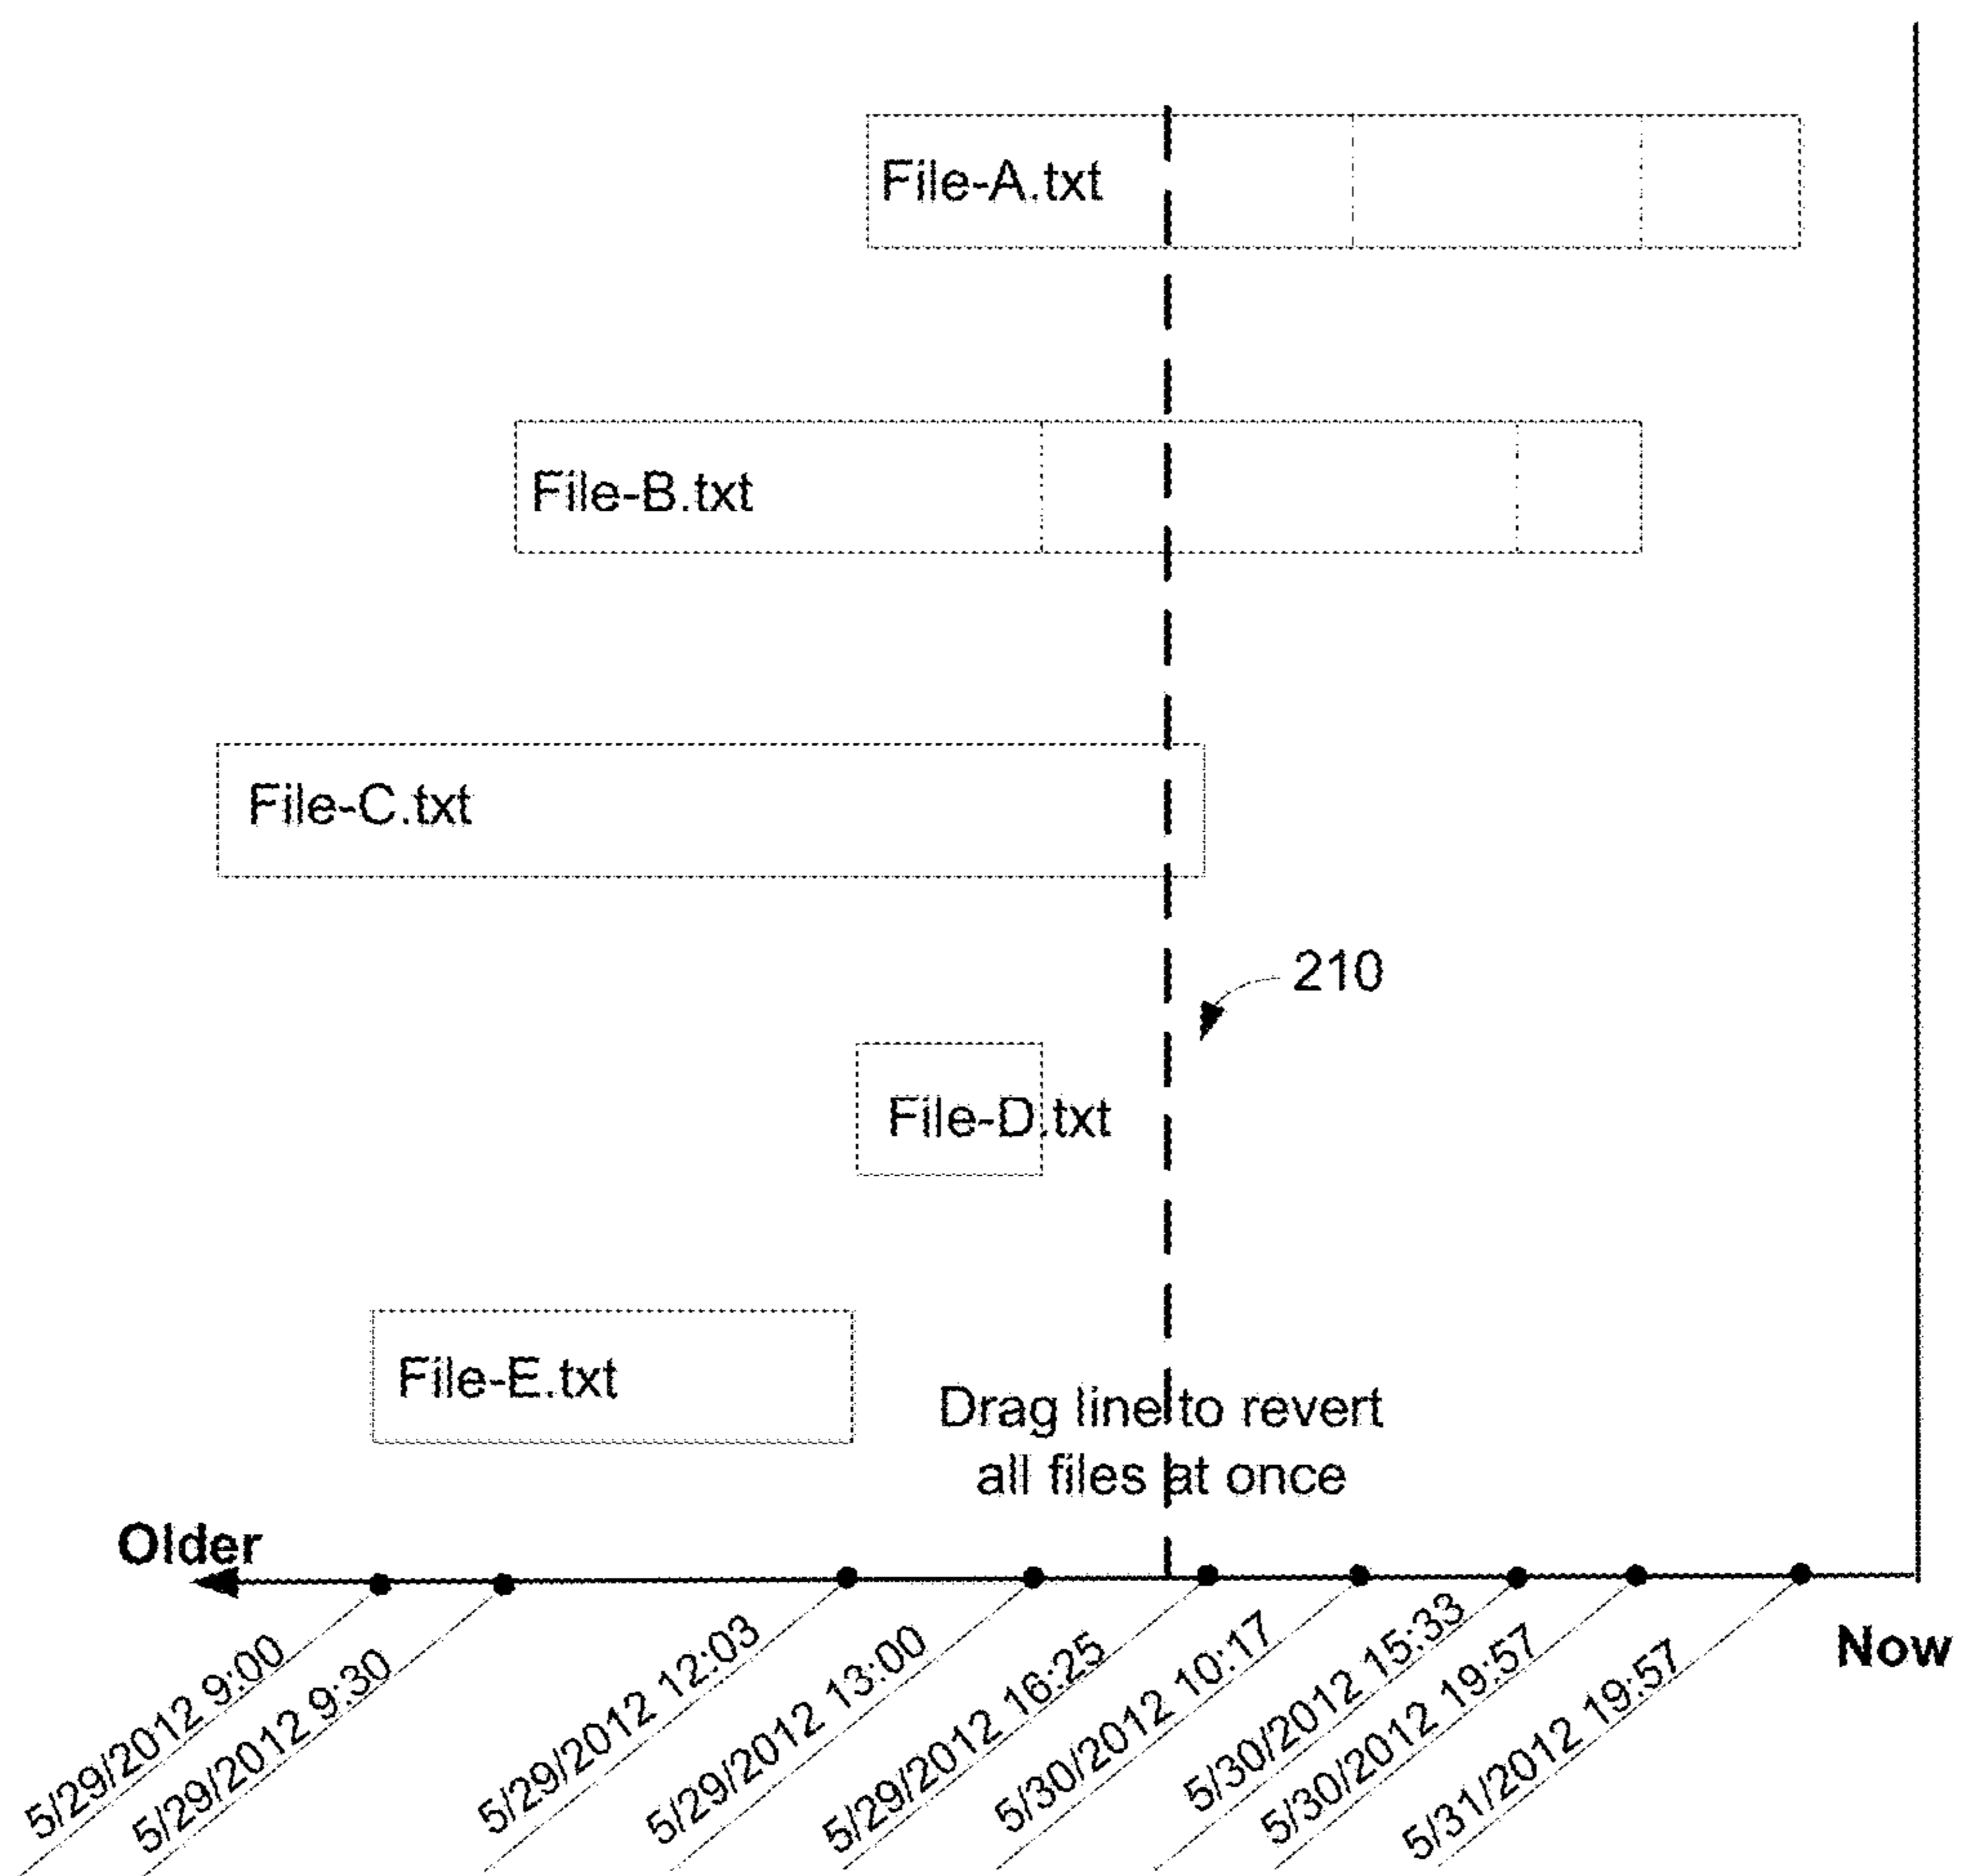 File-A.txt
File-B.txt
File-C.txt
210
File-D.txt
File-E.txt
Drag line to revert
all files at once
Older
Now
5/29/2012 9:00
5/29/2012 9:30
5/29/2012 12:03
5/29/2012 13:00
5/29/2012 16:25
5/30/2012 10:17
5/30/2012 15:33
5/30/2012 19:57
5/31/2012 19:57